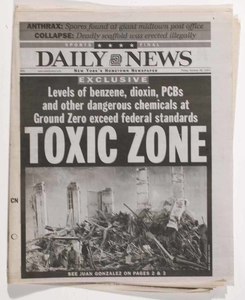 ANTHRAX: Spores found at giant midtown post office
COLLAPSE: Deadly scaffold was erected illegally
SPORTS FINAL
DAILY NEWS
NEW YORK'S HOMETOWN NEWSPAPER
EXCLUSIVE
Levels of benzene, dioxin, PCBs
and other dangerous chemicals at
Ground Zero exceed federal standards
TOXIC ZONE
CN
SEE JUAN GONZALEZ ON PAGES 2 & 3